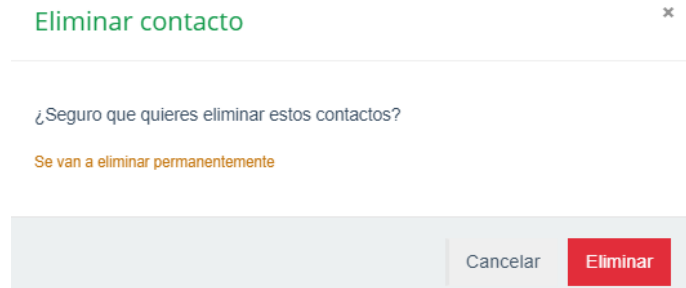 Eliminar contacto
¿Seguro que quieres eliminar estos contactos?
Se van a eliminar permanentemente
Cancelar Eliminar